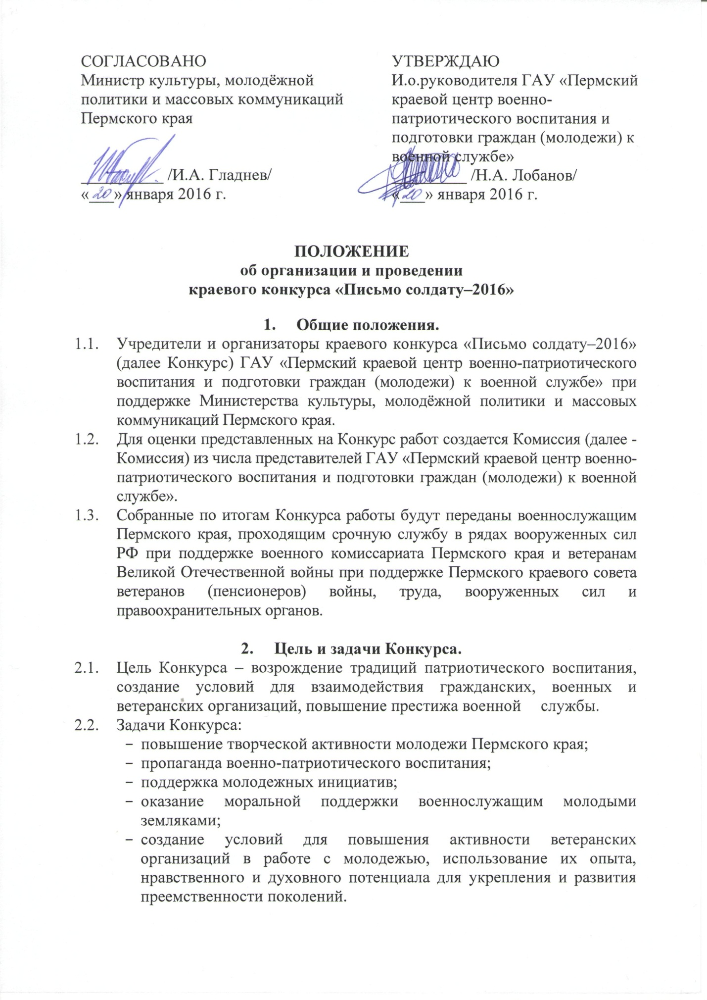 СОГЛАСОВАНО
Министр культуры, молодёжной
политики и массовых коммуникаций
Пермского края
/И.А. Гладнев/
«20» января 2016 г.
УТВЕРЖДАЮ
И.о.руководителя ГАУ «Пермский
краевой центр военно-
патриотического воспитания и
подготовки граждан (молодежи) к
военной службе»
/Н.А. Лобанов/
«20» января 2016 г.
ПОЛОЖЕНИЕ
об организации и проведении
краевого конкурса «Письмо солдату–2016»
1. Общие положения.
1.1. Учредители и организаторы краевого конкурса «Письмо солдату–2016»
(далее Конкурс) ГАУ «Пермский краевой центр военно-патриотического
воспитания и подготовки граждан (молодежи) к военной службе» при
поддержке Министерства культуры, молодёжной политики и массовых
коммуникаций Пермского края.
1.2. Для оценки представленных на Конкурс работ создается Комиссия (далее -
Комиссия) из числа представителей ГАУ «Пермский краевой центр военно-
патриотического воспитания и подготовки граждан (молодежи) к военной
службе».
1.3. Собранные по итогам Конкурса работы будут переданы военнослужащим
Пермского края, проходящим срочную службу в рядах вооруженных сил
РФ при поддержке военного комиссариата Пермского края и ветеранам
Великой Отечественной войны при поддержке Пермского краевого совета
ветеранов (пенсионеров) войны, труда, вооруженных сил и
правоохранительных органов.
2. Цель и задачи Конкурса.
2.1. Цель Конкурса – возрождение традиций патриотического воспитания,
создание условий для взаимодействия гражданских, военных и
ветеранских организаций, повышение престижа военной службы.
2.2. Задачи Конкурса:
- повышение творческой активности молодежи Пермского края;
- пропаганда военно-патриотического воспитания;
- поддержка молодежных инициатив;
- оказание моральной поддержки военнослужащим молодыми
земляками;
- создание условий для повышения активности ветеранских
организаций в работе с молодежью, использование их опыта,
нравственного и духовного потенциала для укрепления и развития
преемственности поколений.